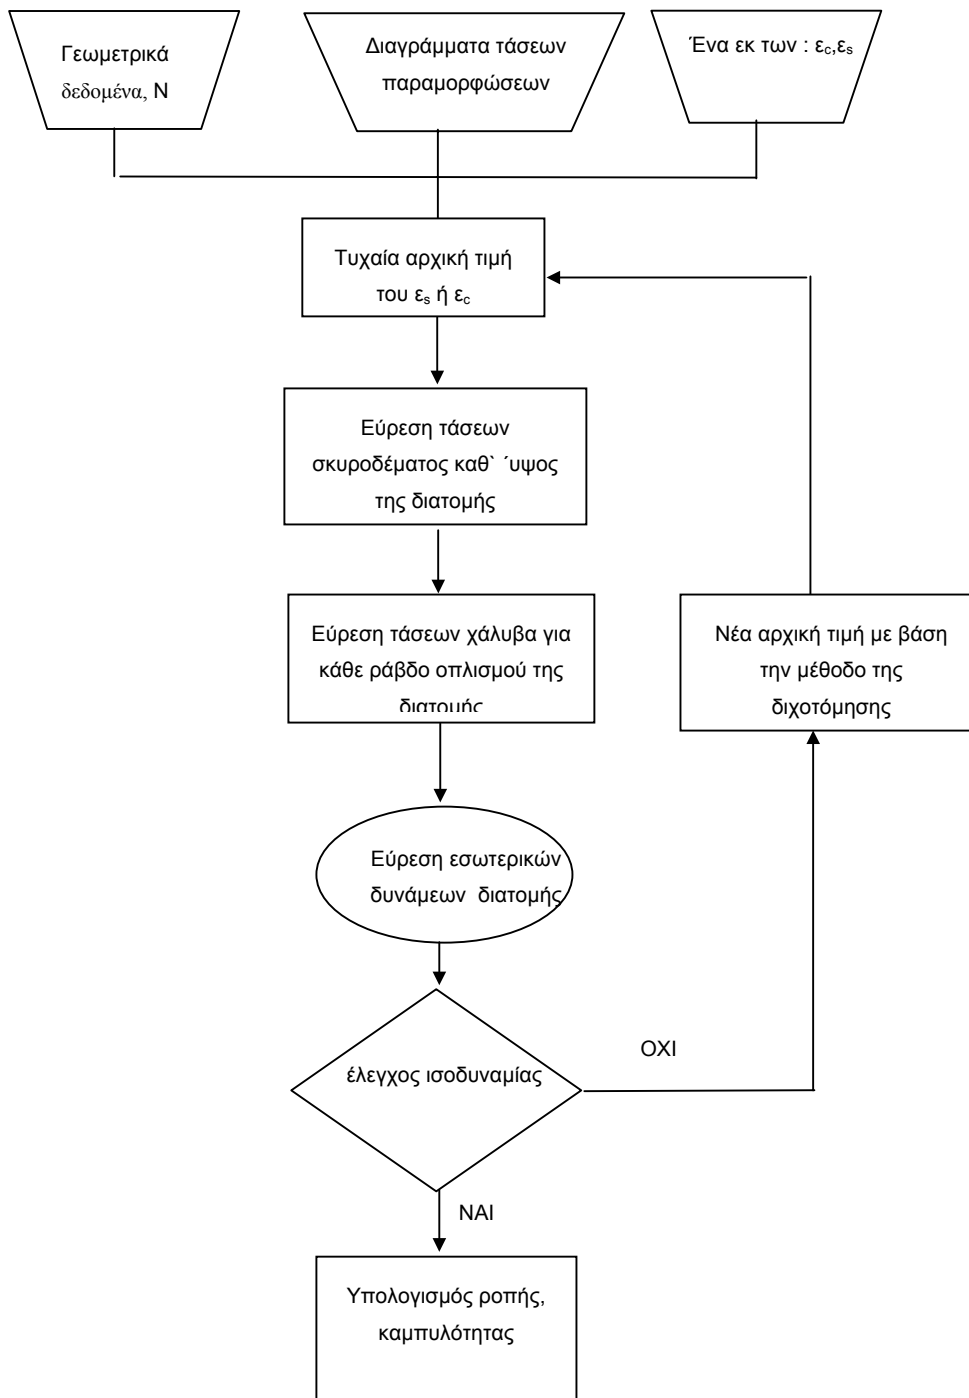 Γεωμετρικά
δεδομένα, Ν
Διαγράμματα τάσεων
παραμορφώσεων
Ένα εκ των : εc,εs
Τυχαία αρχική τιμή
του εs ή εc
Εύρεση τάσεων
σκυροδέματος καθ` ΄υψος
της διατομής
Εύρεση τάσεων χάλυβα για
κάθε ράβδο οπλισμού της
διατομής
Νέα αρχική τιμή με βάση
την μέθοδο της
διχοτόμησης
Εύρεση εσωτερικών
δυνάμεων διατομής
έλεγχος ισοδυναμίας
ΟΧΙ
ΝΑΙ
Υπολογισμός ροπής,
καμπυλότητας